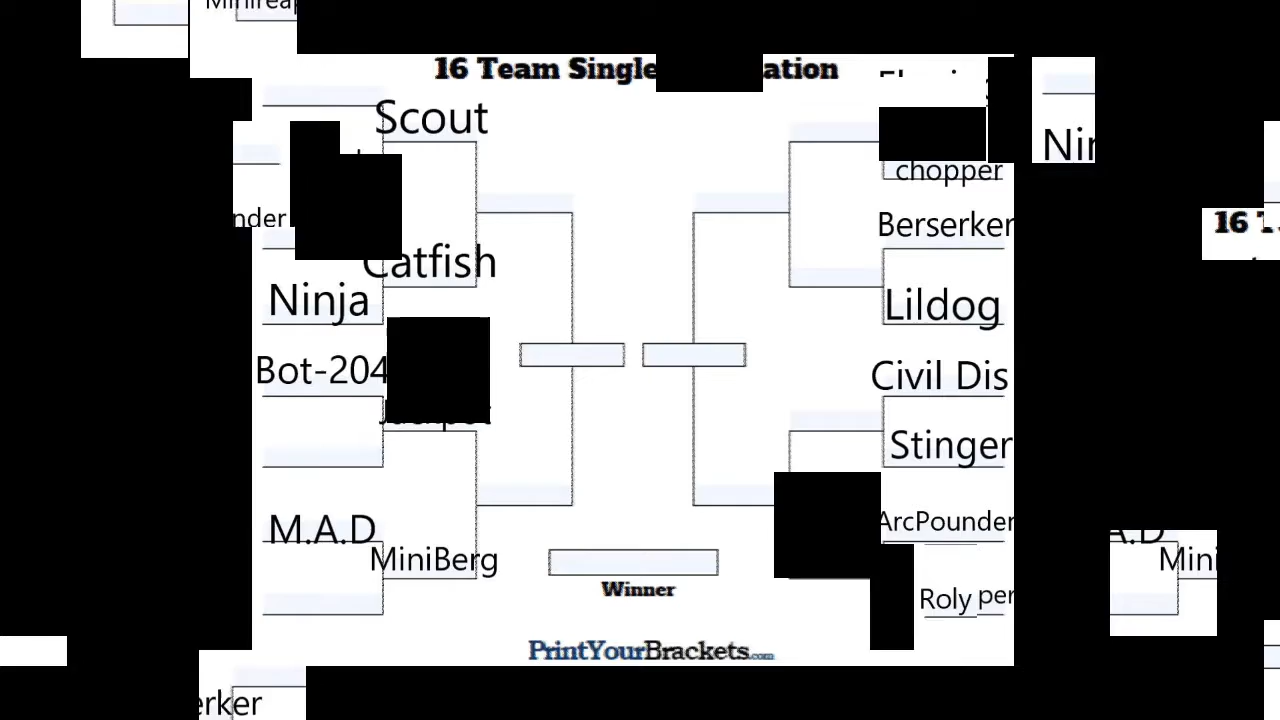 16 Team Single ation
Scout
chopper
Nin
nder
Berserker
16 T
Catfish
Ninja
Lildog
Bot-204
Civil Dis
Stinger
M.A.D
ArcPounder
A.D
MiniBerg
Mini
Winner
Roly per
PrintYourBrackets.com
erker